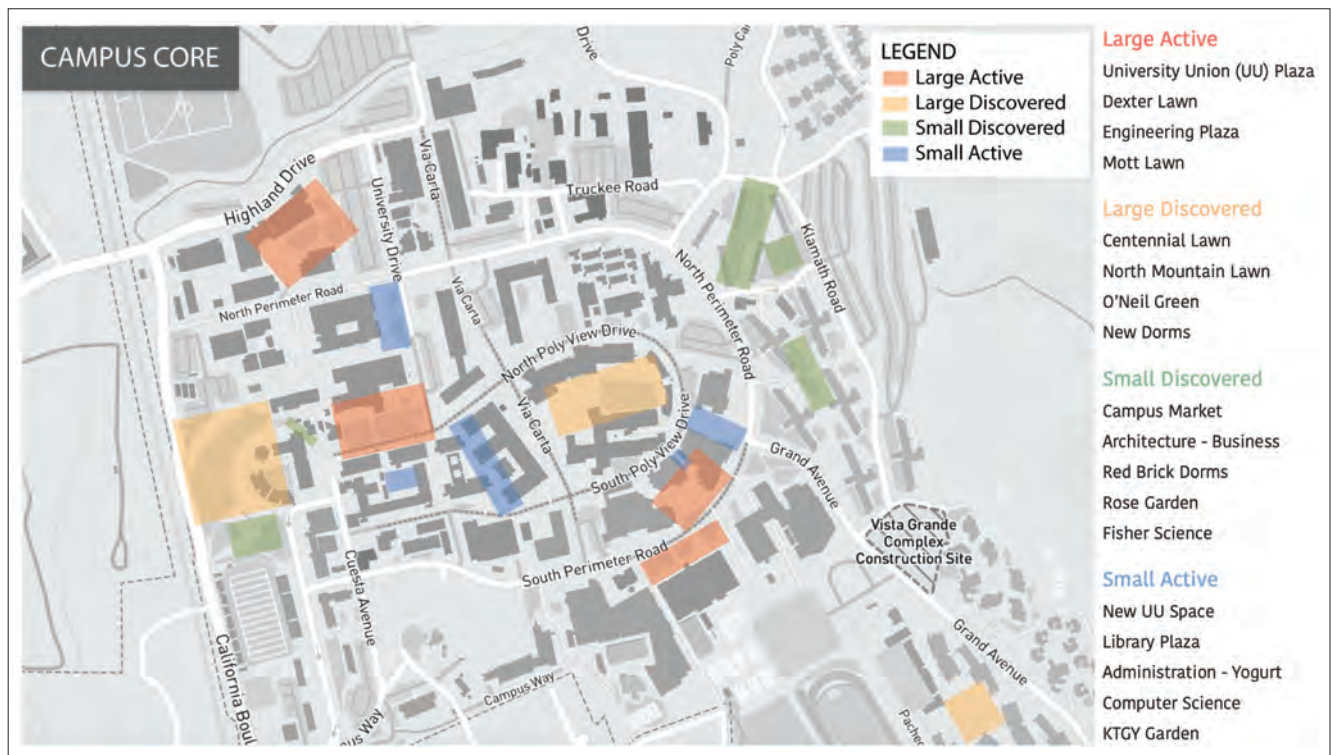 CAMPUS CORE
LEGEND
Large Active
Large Discovered
Small Discovered
Small Active
Drive
Poly Can
Highland Drive
University Drive
Via Carta
Truckee Road
Klamath Road
North Perimeter Road
North Perimeter Road
Via Carta
North Poly View Drive
Via Carta
South Poly View Drive
Grand Avenue
Vista Grande
Complex
Construction Site
South Perimeter Road
Cuesta Avenue
California Boul
Campus Way
pus Way
Grand Avenue
Pachec
Large Active
University Union (UU) Plaza
Dexter Lawn
Engineering Plaza
Mott Lawn
Large Discovered
Centennial Lawn
North Mountain Lawn
O'Neil Green
New Dorms
Small Discovered
Campus Market
Architecture - Business
Red Brick Dorms
Rose Garden
Fisher Science
Small Active
New UU Space
Library Plaza
Administration - Yogurt
Computer Science
KTGY Garden